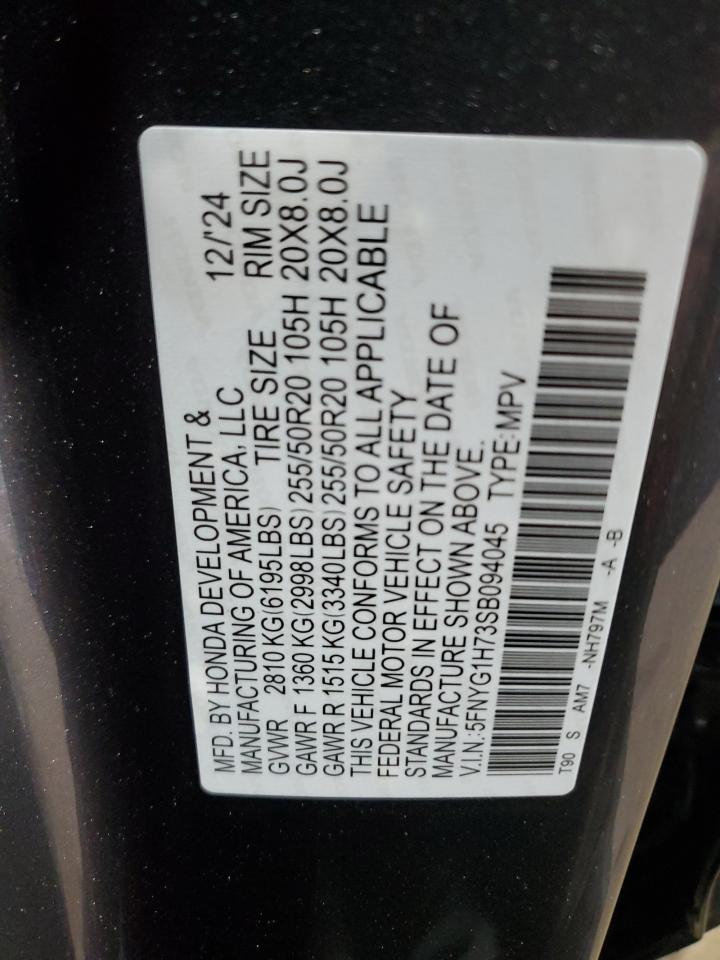 MFD. BY HONDA DEVELOPMENT &
MANUFACTURING OF AMERICA, LLC 12/'24
GVWR 2810 KG(6195LBS) TIRE SIZE RIM SIZE
GAWR F 1360 KG(2998LBS) 255/50R20 105H 20X8.0J
GAWR R 1515 KG(3340LBS) 255/50R20 105H 20X8.0J
THIS VEHICLE CONFORMS TO ALL APPLICABLE
FEDERAL MOTOR VEHICLE SAFETY
STANDARDS IN EFFECT ON THE DATE OF
MANUFACTURE SHOWN ABOVE.
V.I.N.:5FNYG1H73SB094045 TYPE:MPV
T90 S AM7 -NH797M -A -B